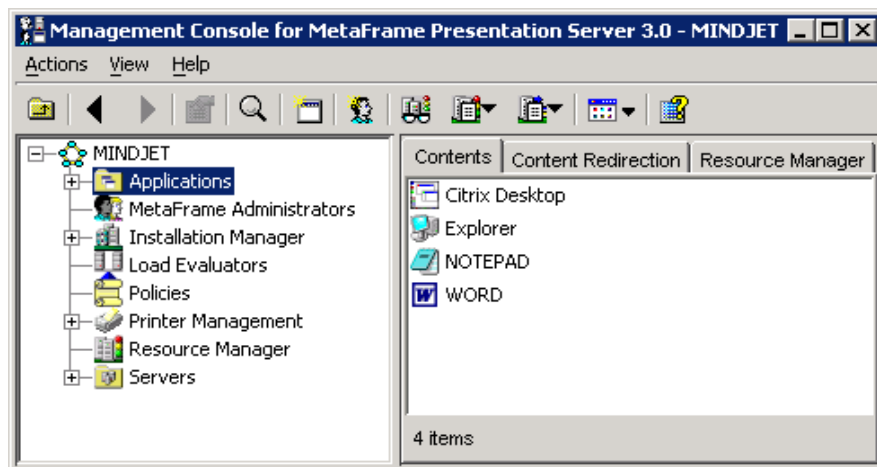 Management Console for MetaFrame Presentation Server 3.0 - MINDJET
Actions View Help
MINDJET
Applications
MetaFrame Administrators
Installation Manager
Load Evaluators
Policies
Printer Management
Resource Manager
Servers
Contents Content Redirection Resource Manager
Citrix Desktop
Explorer
NOTEPAD
WORD
4 items